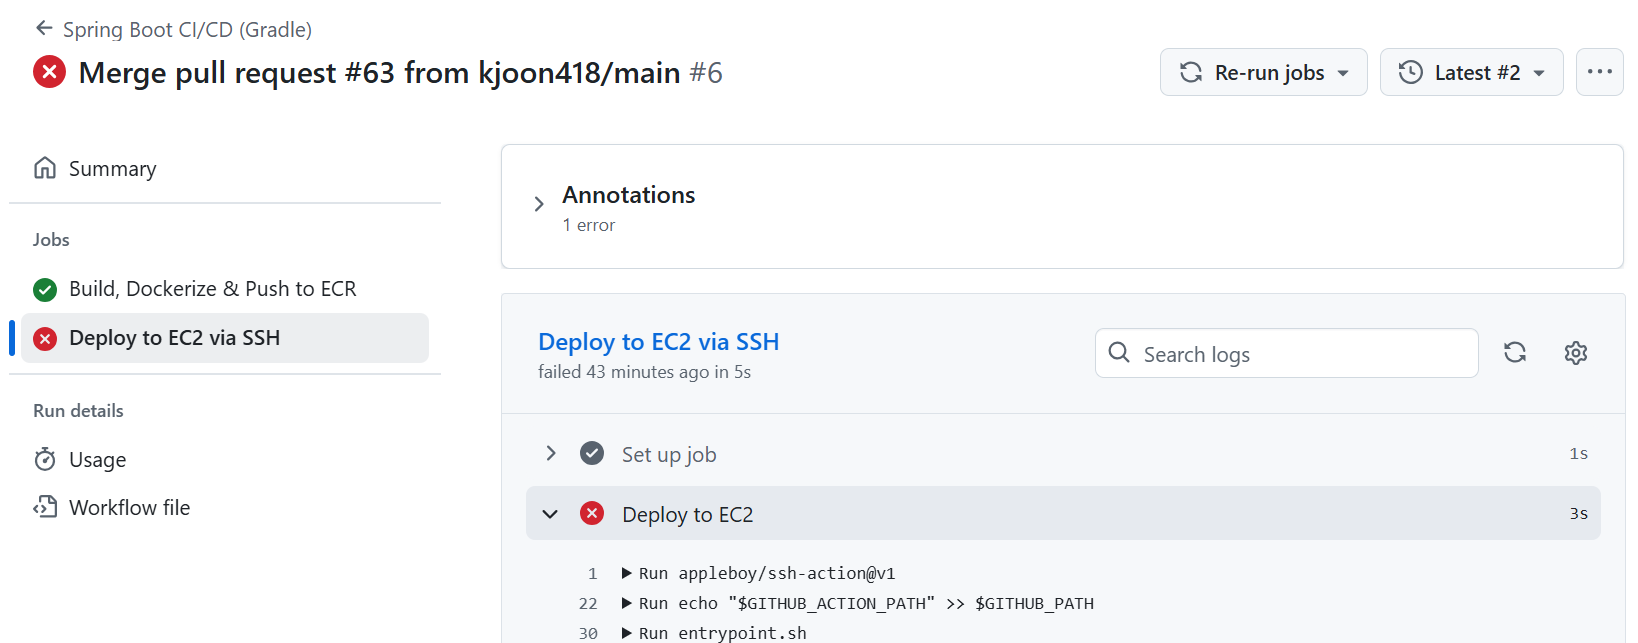 Spring Boot CI/CD (Gradle)
Merge pull request #63 from kjoon418/main #6
Re-run jobs
Latest #2
Summary
Jobs
Build, Dockerize & Push to ECR
Deploy to EC2 via SSH
Run details
Usage
Workflow file
Annotations
1 error
Deploy to EC2 via SSH
failed 43 minutes ago in 5s
Search logs
Set up job 1s
Deploy to EC2 3s
1 Run appleboy/ssh-action@v1
22 Run echo "$GITHUB_ACTION_PATH" >> $GITHUB_PATH
30 Run entrypoint.sh